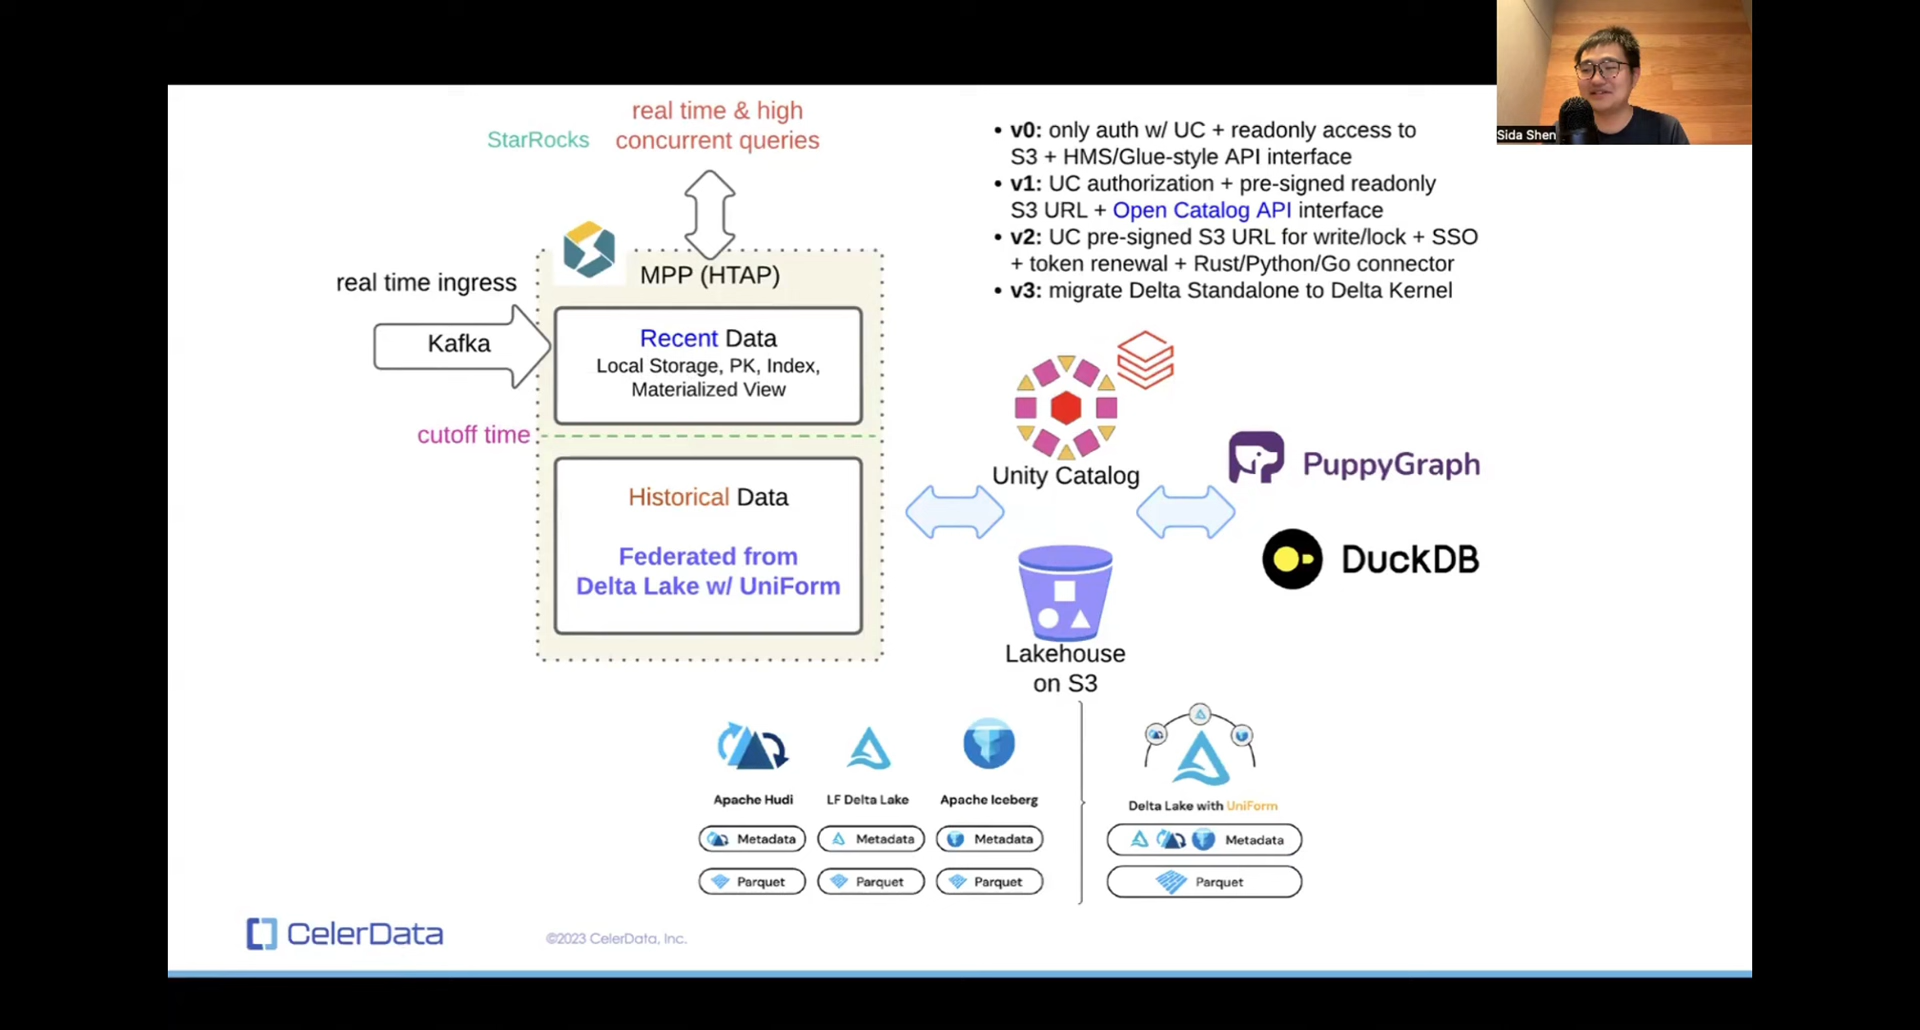 Sida Shen
StarRocks
real time & high
concurrent queries
• v0: only auth w/ UC + readonly access to
S3 + HMS/Glue-style API interface
• v1: UC authorization + pre-signed readonly
S3 URL + Open Catalog API interface
• v2: UC pre-signed S3 URL for write/lock + SSO
+ token renewal + Rust/Python/Go connector
• v3: migrate Delta Standalone to Delta Kernel
MPP (HTAP)
real time ingress
Kafka
Recent Data
Local Storage, PK, Index,
Materialized View
cutoff time
Historical Data
Federated from
Delta Lake w/ UniForm
Unity Catalog
PuppyGraph
DuckDB
Lakehouse
on S3
Apache Hudi
LF Delta Lake
Apache Iceberg
Delta Lake with UniForm
Metadata
Metadata
Metadata
Metadata
Parquet
Parquet
Parquet
Parquet
CelerData
©2023 CelerData, Inc.